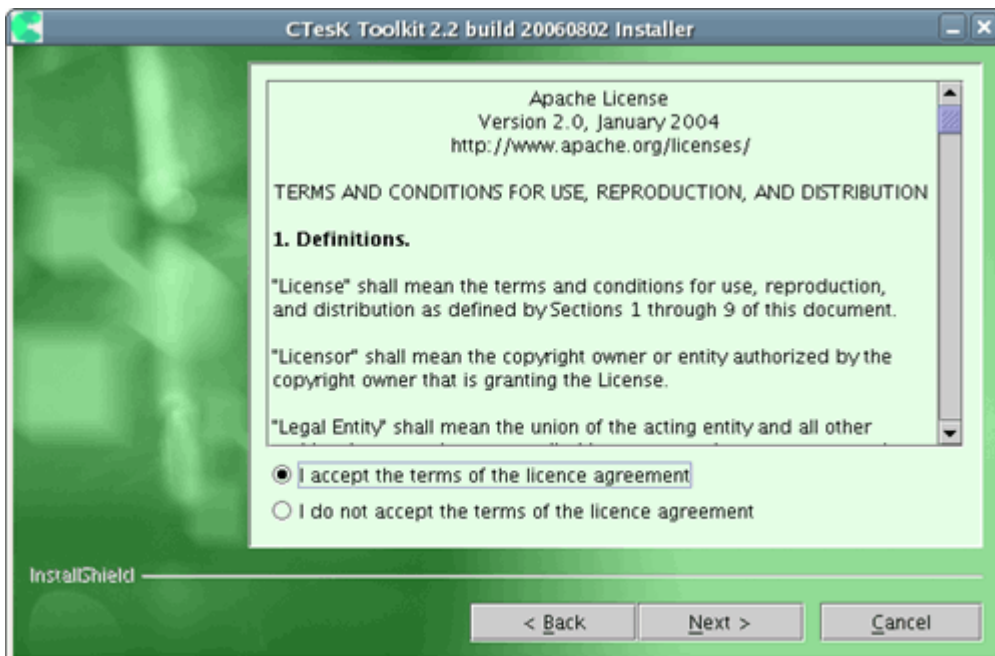 CTesK Toolkit 2.2 build 20060802 Installer
Apache License
Version 2.0, January 2004
http://www.apache.org/licenses/
TERMS AND CONDITIONS FOR USE, REPRODUCTION, AND DISTRIBUTION
1. Definitions.
"License" shall mean the terms and conditions for use, reproduction,
and distribution as defined by Sections 1 through 9 of this document.
"Licensor" shall mean the copyright owner or entity authorized by the
copyright owner that is granting the License.
"Legal Entity" shall mean the union of the acting entity and all other
I accept the terms of the licence agreement
I do not accept the terms of the licence agreement
InstallShield
< Back
Next >
Cancel